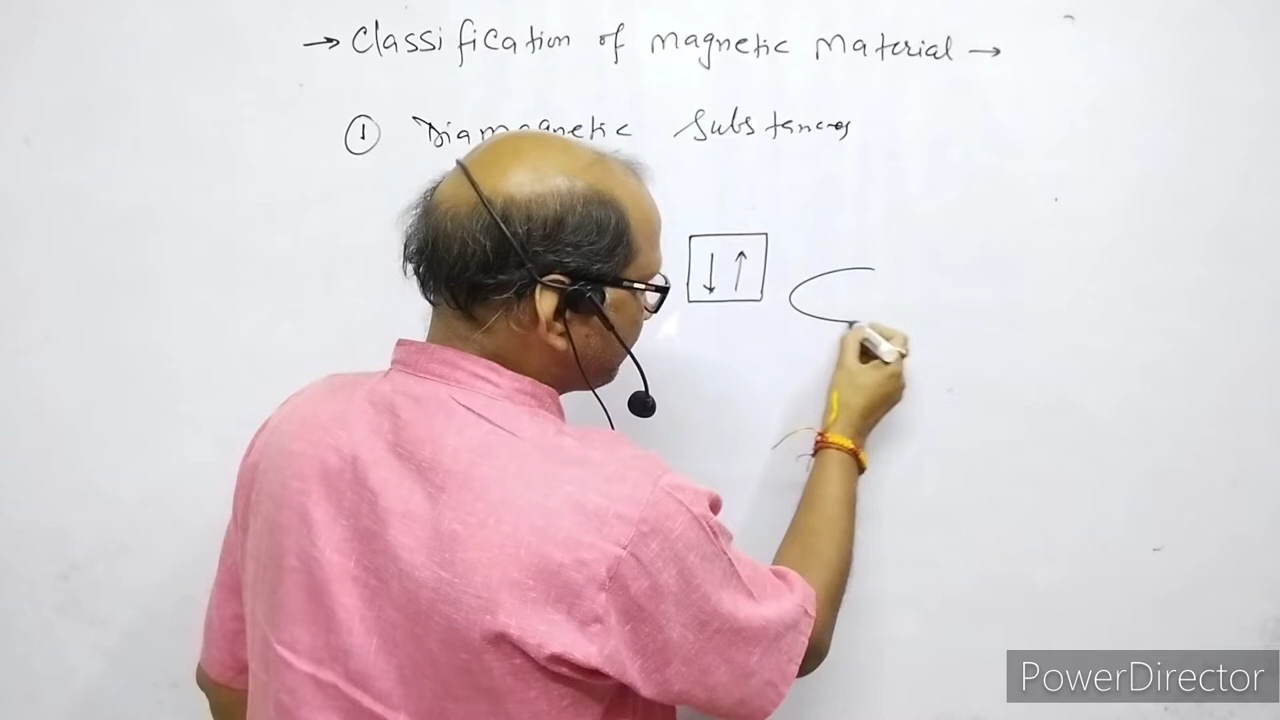 → Classification of magnetic Material →
① Diamagnetic Substances
↓ ↑
PowerDirector